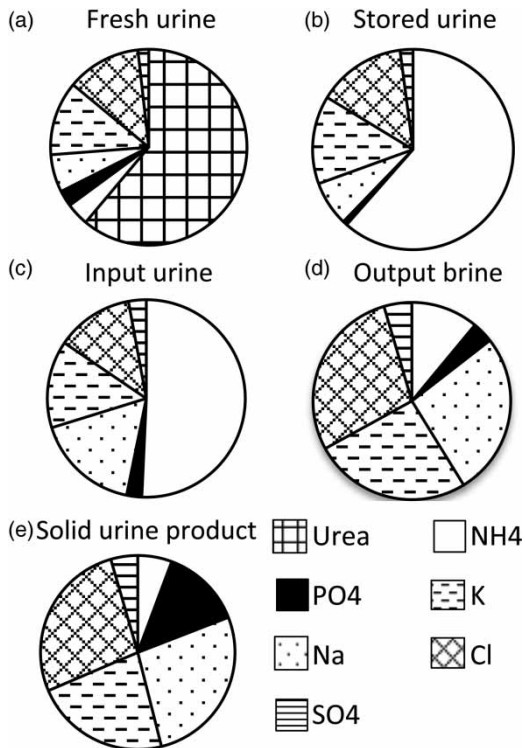 (a) Fresh urine
(b) Stored urine
(c) Input urine
(d) Output brine
(e) Solid urine product
Urea
NH4
PO4
K
Na
Cl
SO4